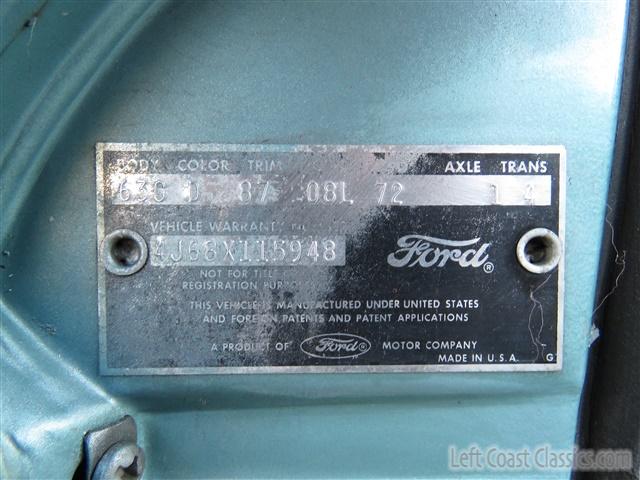 BODY COLOR TRIM AXLE TRANS
63C D 87 08L 72 1 4
VEHICLE WARRANTY
4J68X115948
Ford®
NOT FOR TITLE OR
REGISTRATION PURPOSES
THIS VEHICLE IS MANUFACTURED UNDER UNITED STATES
AND FOREIGN PATENTS AND PATENT APPLICATIONS
A PRODUCT OF Ford® MOTOR COMPANY
MADE IN U.S.A. G
Left Coast Classics.com